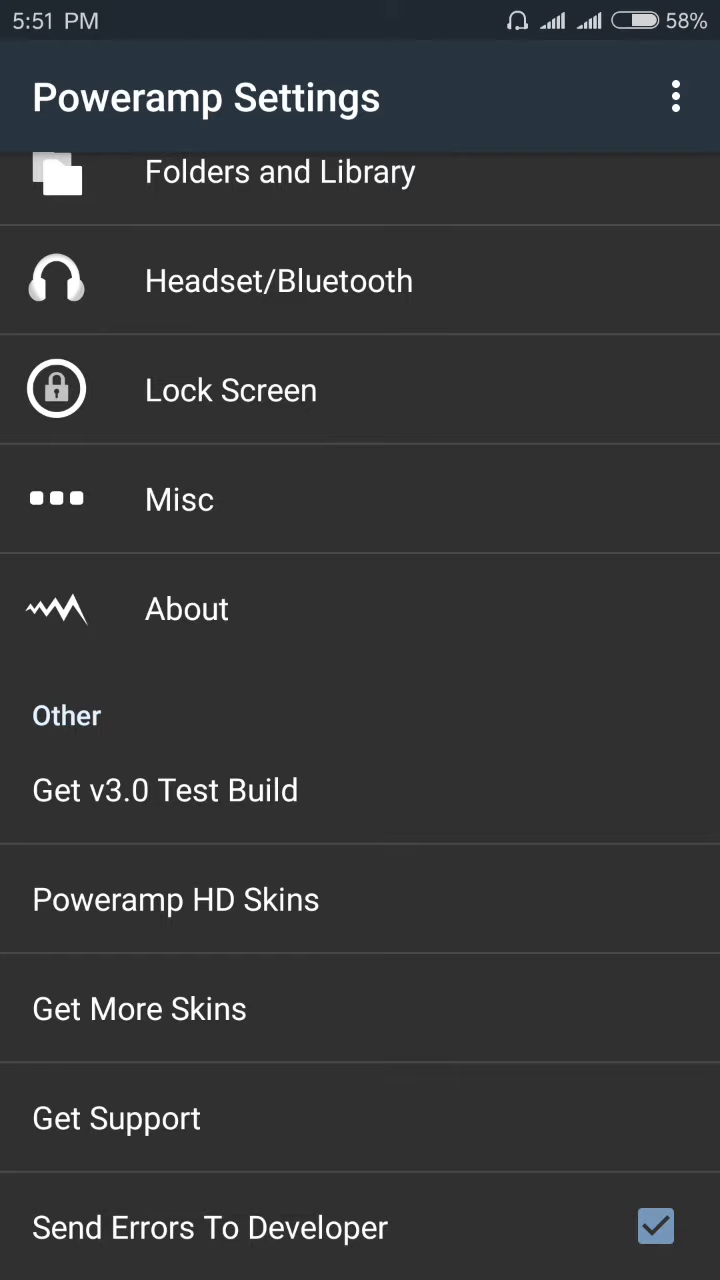 5:51 PM 58%
Poweramp Settings
Folders and Library
Headset/Bluetooth
Lock Screen
Misc
About
Other
Get v3.0 Test Build
Poweramp HD Skins
Get More Skins
Get Support
Send Errors To Developer